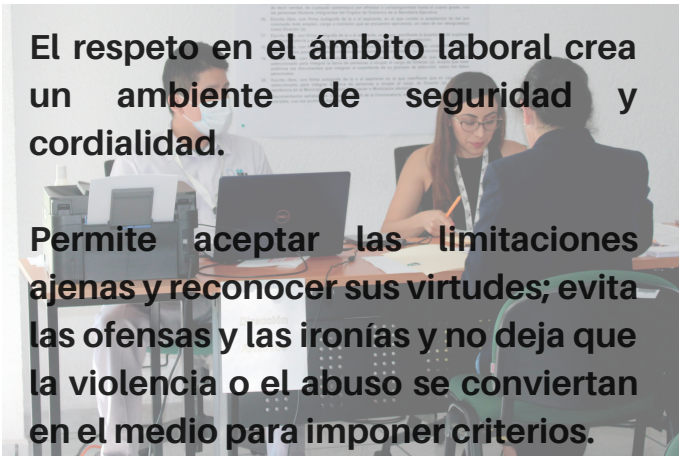 El respeto en el ámbito laboral crea
un ambiente de seguridad y
cordialidad.
Permite aceptar las limitaciones
ajenas y reconocer sus virtudes; evita
las ofensas y las ironías y no deja que
la violencia o el abuso se conviertan
en el medio para imponer criterios.